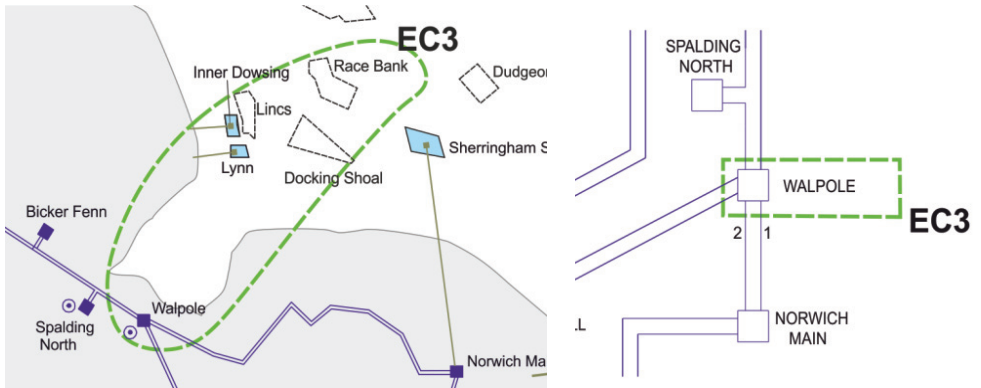 EC3
Inner Dowsing
Race Bank
Dudgeon
Lincs
Sherringham S
Lynn
Docking Shoal
Bicker Fenn
Walpole
Spalding
North
Norwich Ma
SPALDING
NORTH
WALPOLE
EC3
2 1
LL
NORWICH
MAIN